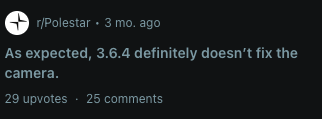 r/Polestar • 3 mo. ago
As expected, 3.6.4 definitely doesn’t fix the
camera.
29 upvotes · 25 comments